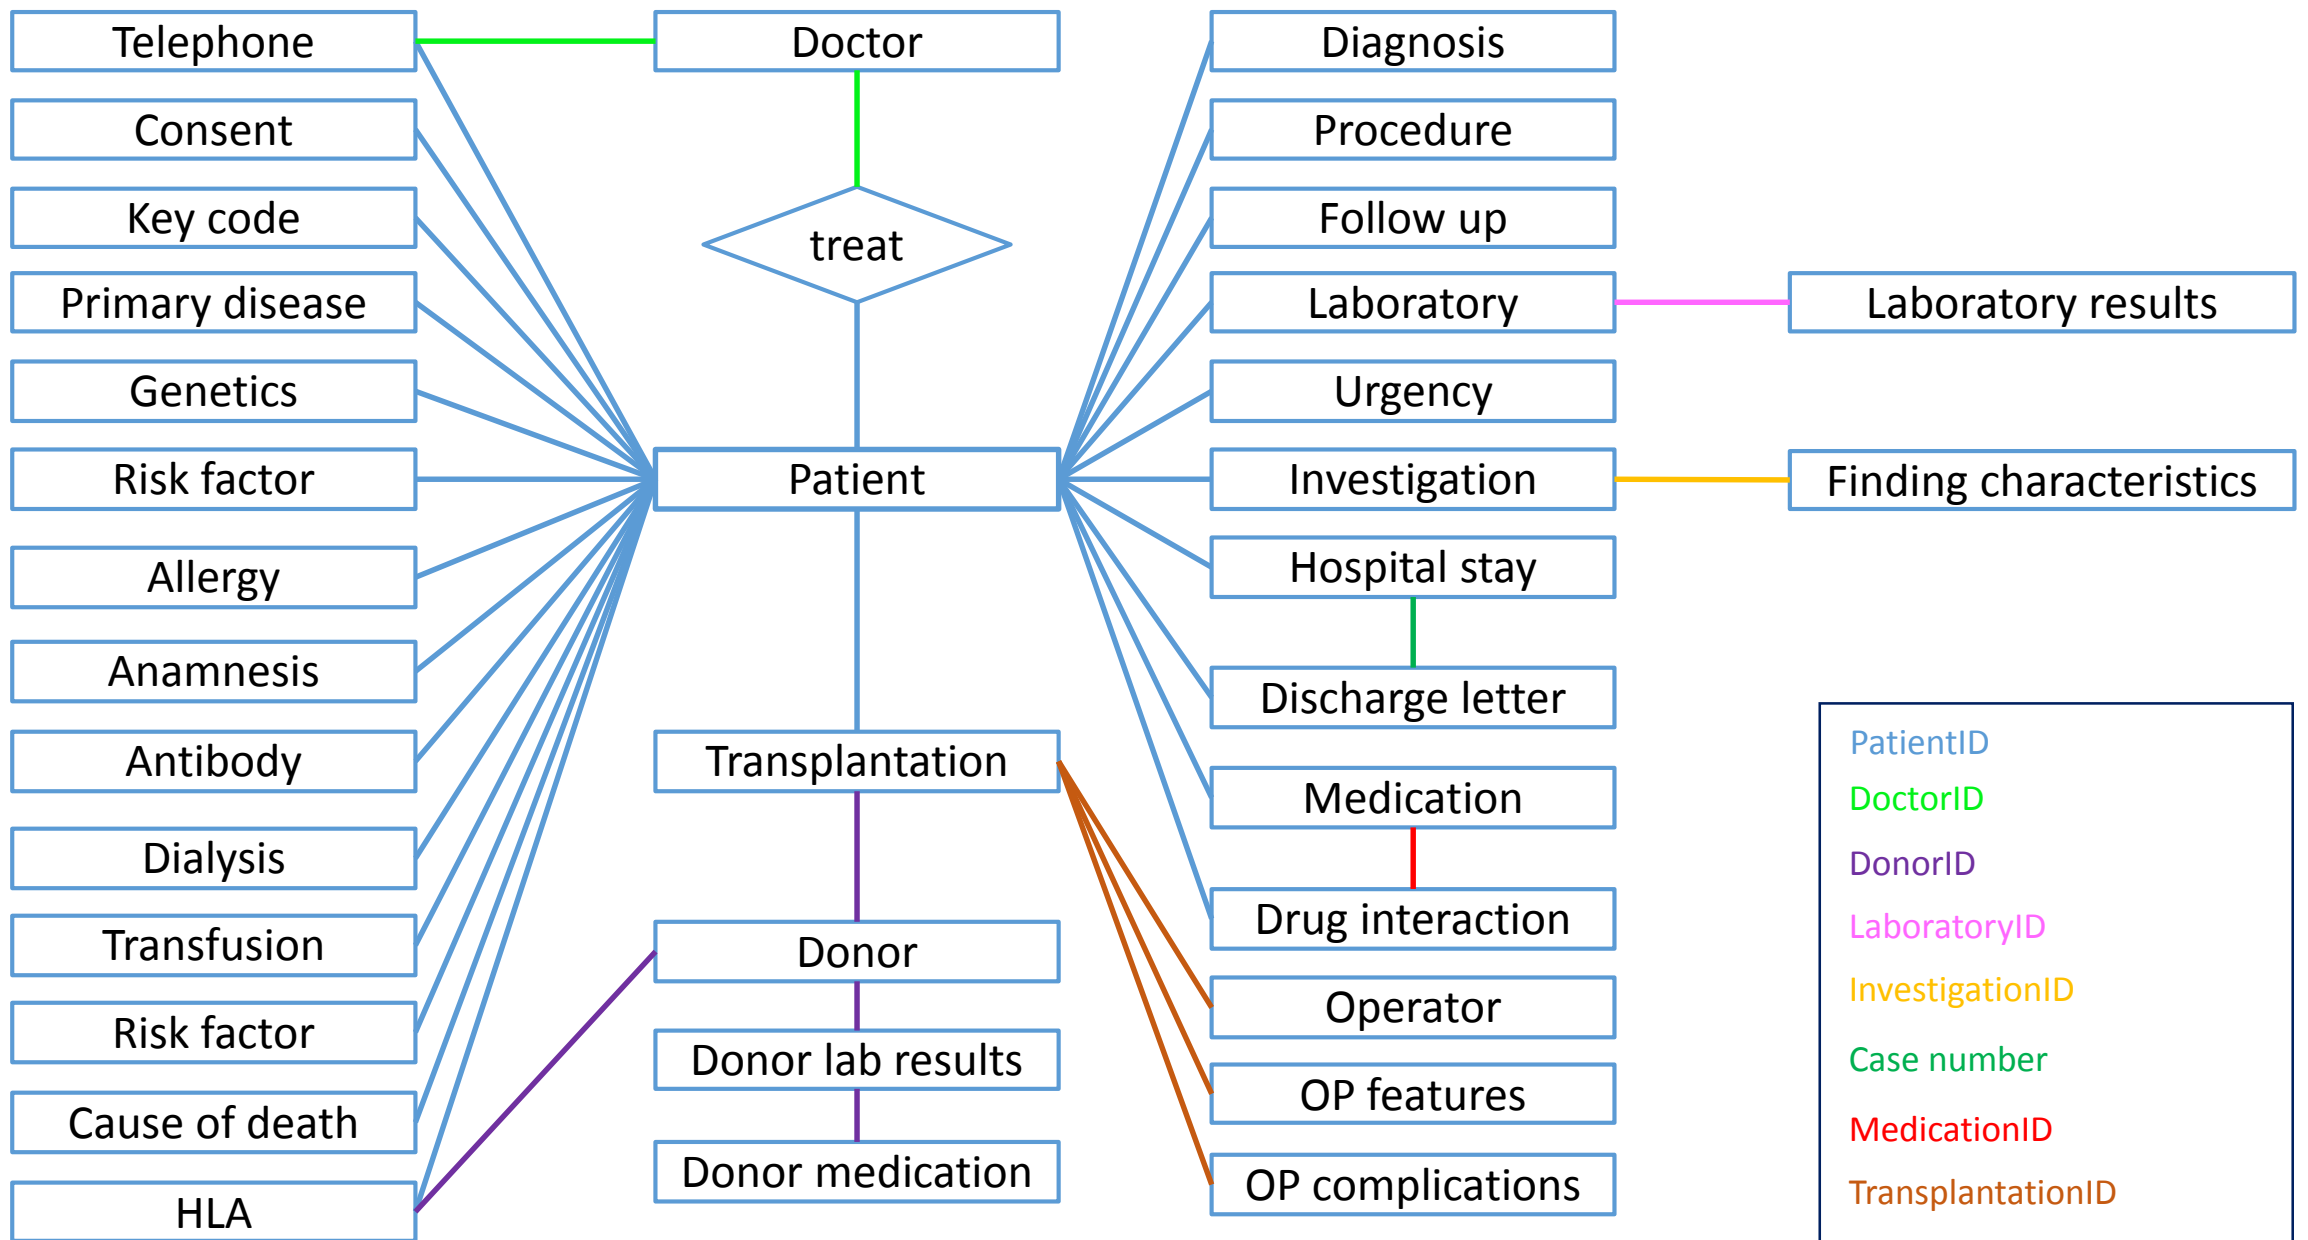 Telephone
Consent
Key code
Primary disease
Genetics
Risk factor
Allergy
Anamnesis
Antibody
Dialysis
Transfusion
Risk factor
Cause of death
HLA
Doctor
treat
Patient
Transplantation
Donor
Donor lab results
Donor medication
Diagnosis
Procedure
Follow up
Laboratory
Urgency
Investigation
Hospital stay
Discharge letter
Medication
Drug interaction
Operator
OP features
OP complications
Laboratory results
Finding characteristics
PatientID
DoctorID
DonorID
LaboratoryID
InvestigationID
Case number
MedicationID
TransplantationID